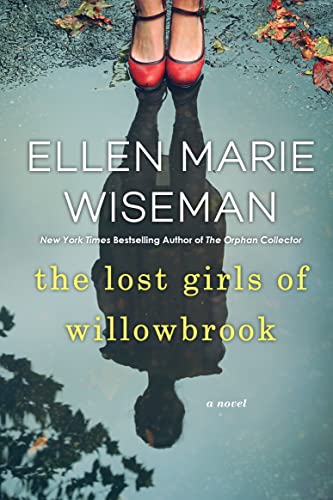 ELLEN MARIE
WISEMAN
New York Times Bestselling Author of The Orphan Collector
the lost girls of
willowbrook
a novel